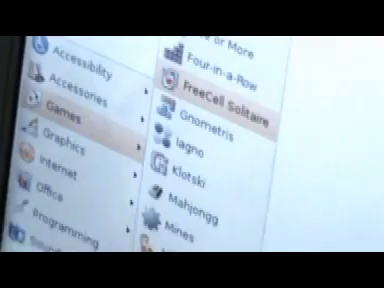 Accessibility
Accessories
Games
Graphics
Internet
Office
Programming
Sound
or More
Four-in-a-Row
FreeCell Solitaire
Gnometris
Iagno
Klotski
Mahjongg
Mines